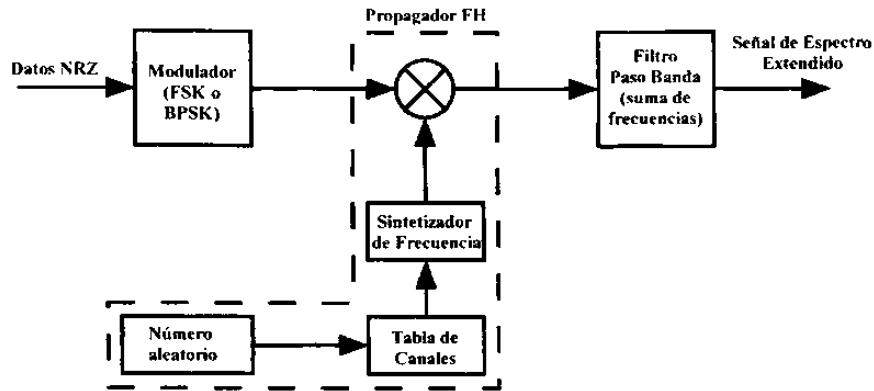 Propagador FH
Datos NRZ
Modulador
(FSK o
BPSK)
Filtro
Paso Banda
(suma de
frecuencias)
Señal de Espectro
Extendido
Sintetizador
de Frecuencia
Número
aleatorio
Tabla de
Canales